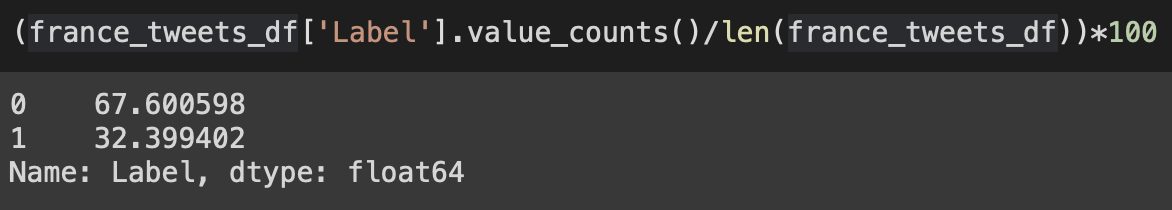 (france_tweets_df['Label'].value_counts()/len(france_tweets_df))*100
0    67.600598
1    32.399402
Name: Label, dtype: float64